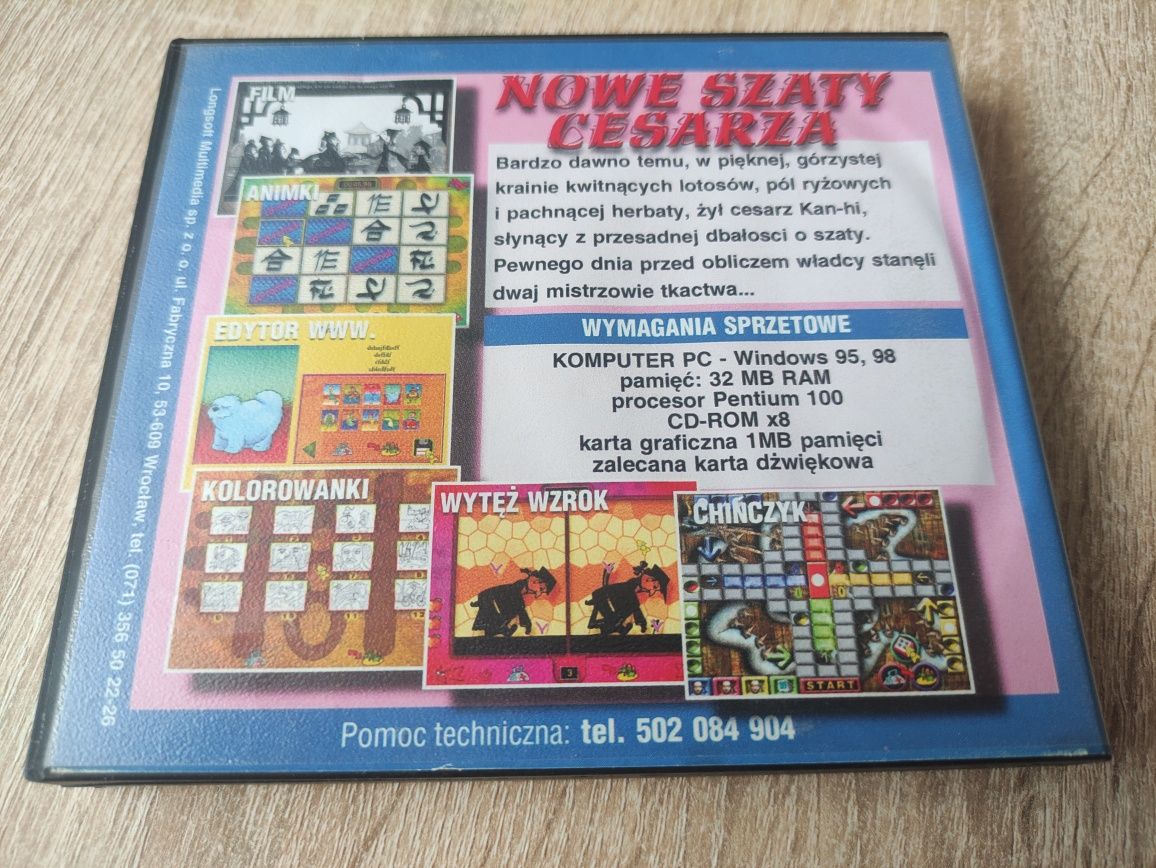 NOWE SZATY
CESARZA
Bardzo dawno temu, w pięknej, górzystej
krainie kwitnących lotosów, pól ryżowych
i pachnącej herbaty, żył cesarz Kan-hi,
słynący z przesadnej dbałosci o szaty.
Pewnego dnia przed obliczem władcy stanęli
dwaj mistrzowie tkactwa...
WYMAGANIA SPRZETOWE
KOMPUTER PC - Windows 95, 98
pamięć: 32 MB RAM
procesor Pentium 100
CD-ROM x8
karta graficzna 1MB pamięci
zalecana karta dżwiękowa
FILM
ANIMKI
EDYTOR WWW.
KOLOROWANKI
WYTĘŻ WZROK
3
CHIŃCZYK
START
Pomoc techniczna: tel. 502 084 904
Longsoft Multimedia sp. z o. o. ul. Fabryczna 10, 53-609 Wrocław, tel. (071) 356 50 22-26